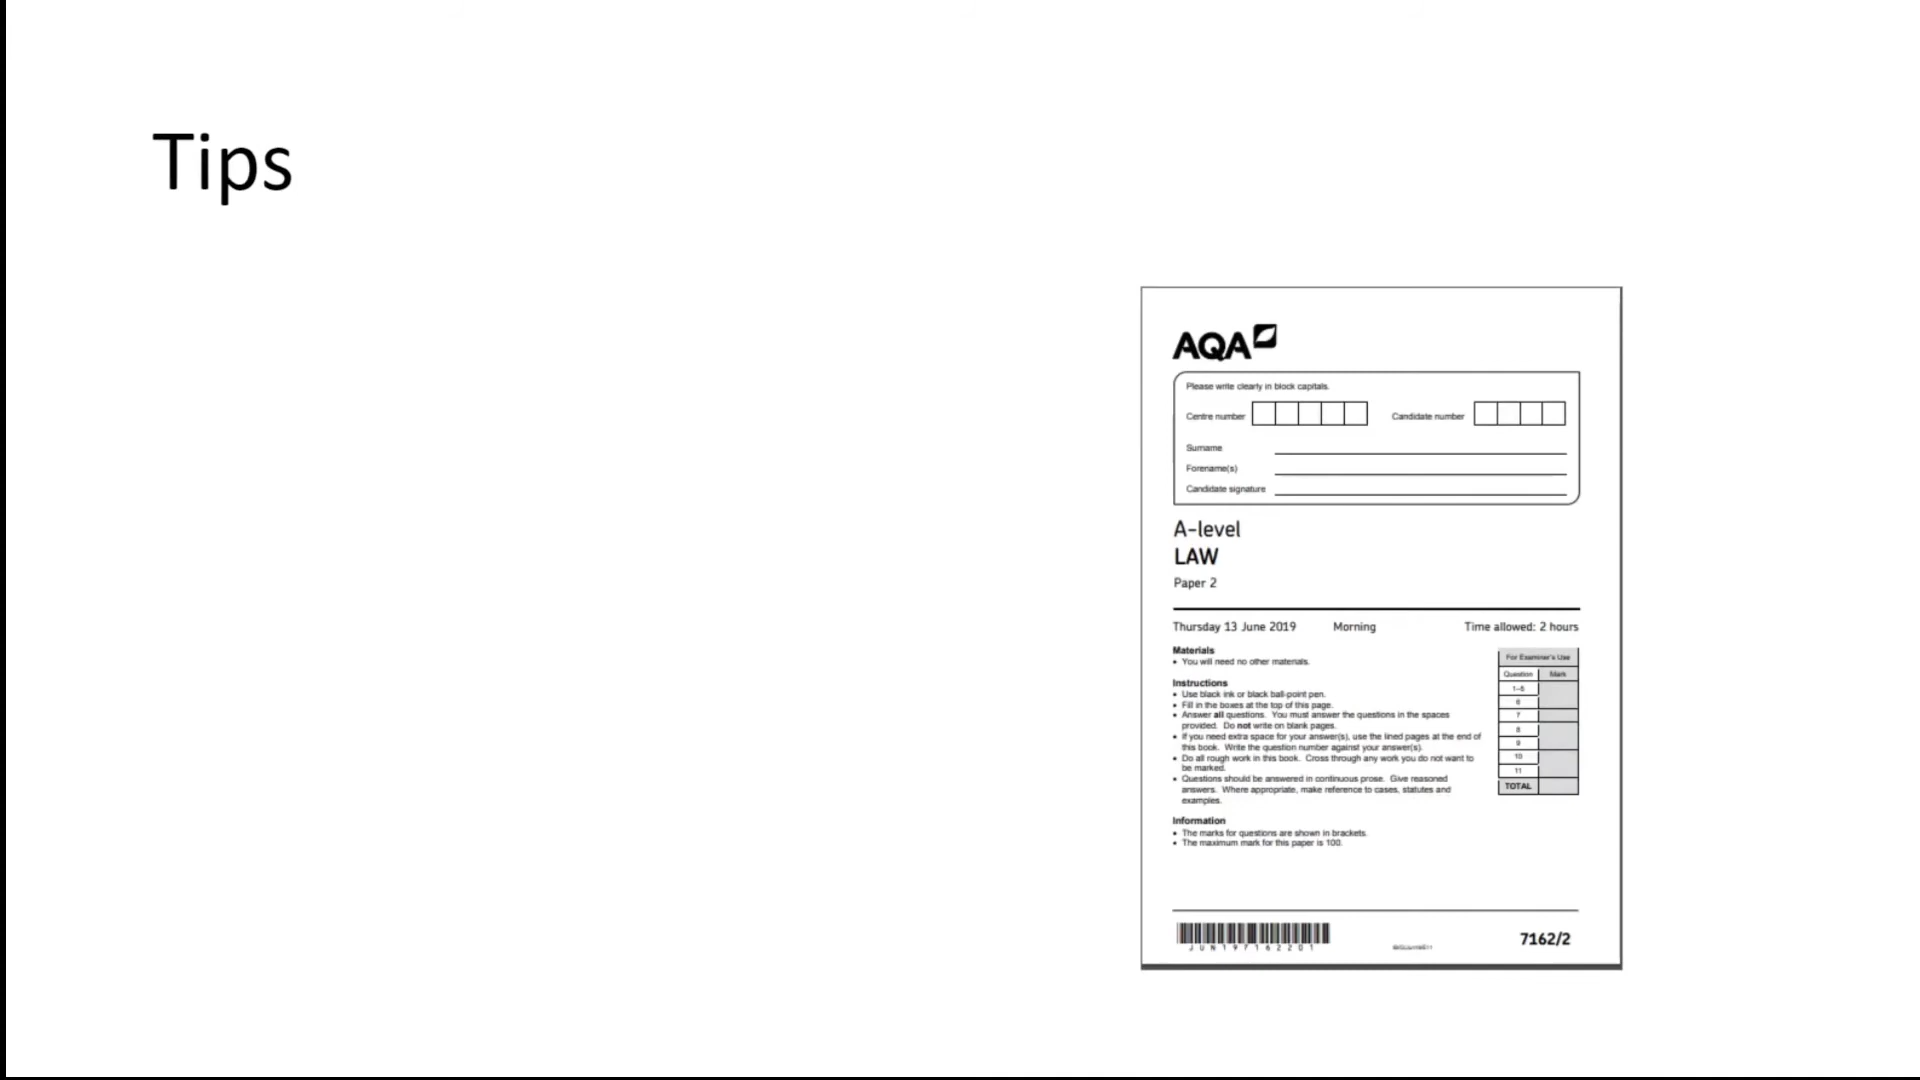 Tips
AQA
Please write clearly in block capitals.
Centre number
Candidate number
Surname
Forename(s)
Candidate signature
A-level
LAW
Paper 2
Thursday 13 June 2019 Morning Time allowed: 2 hours
Materials
• You will need no other materials.
Instructions
• Use black ink or black ball-point pen.
• Fill in the boxes at the top of this page.
• Answer all questions. You must answer the questions in the spaces
provided. Do not write on blank pages.
• If you need extra space for your answer(s), use the lined pages at the end of
this book. Write the question number against your answer(s).
• Do all rough work in this book. Cross through any work you do not want to
be marked.
• Questions should be answered in continuous prose. Give reasoned
answers. Where appropriate, make reference to cases, statutes and
examples.
Information
• The marks for questions are shown in brackets.
• The maximum mark for this paper is 100.
For Examiner's Use
Question Mark
1–5
6
7
8
9
10
11
TOTAL
JUN197162201
7162/2